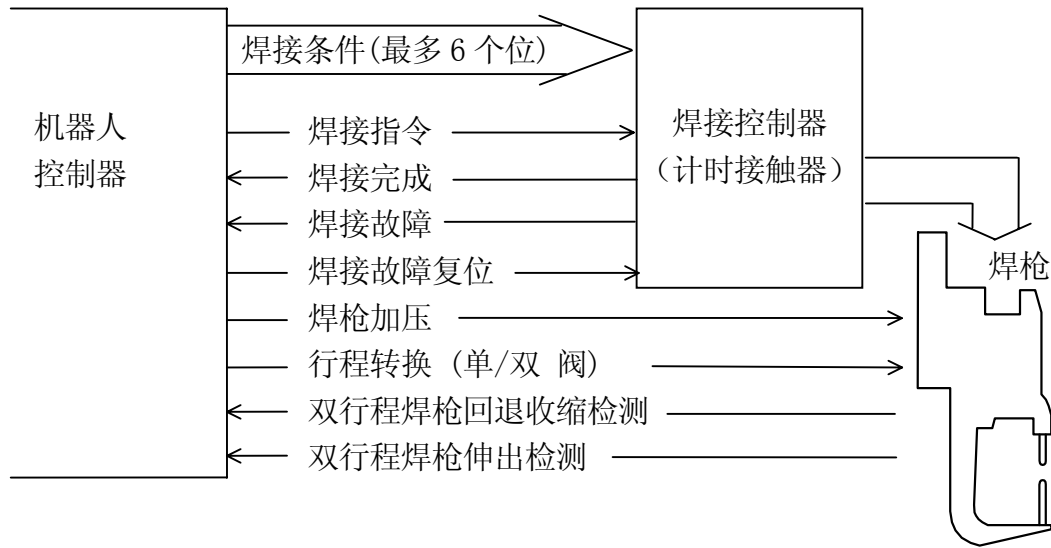 焊接条件(最多 6 个位)
机器人
控制器
焊接控制器
（计时接触器）
焊接指令
焊接完成
焊接故障
焊接故障复位
焊枪
焊枪加压
行程转换 (单/双 阀)
双行程焊枪回退收缩检测
双行程焊枪伸出检测